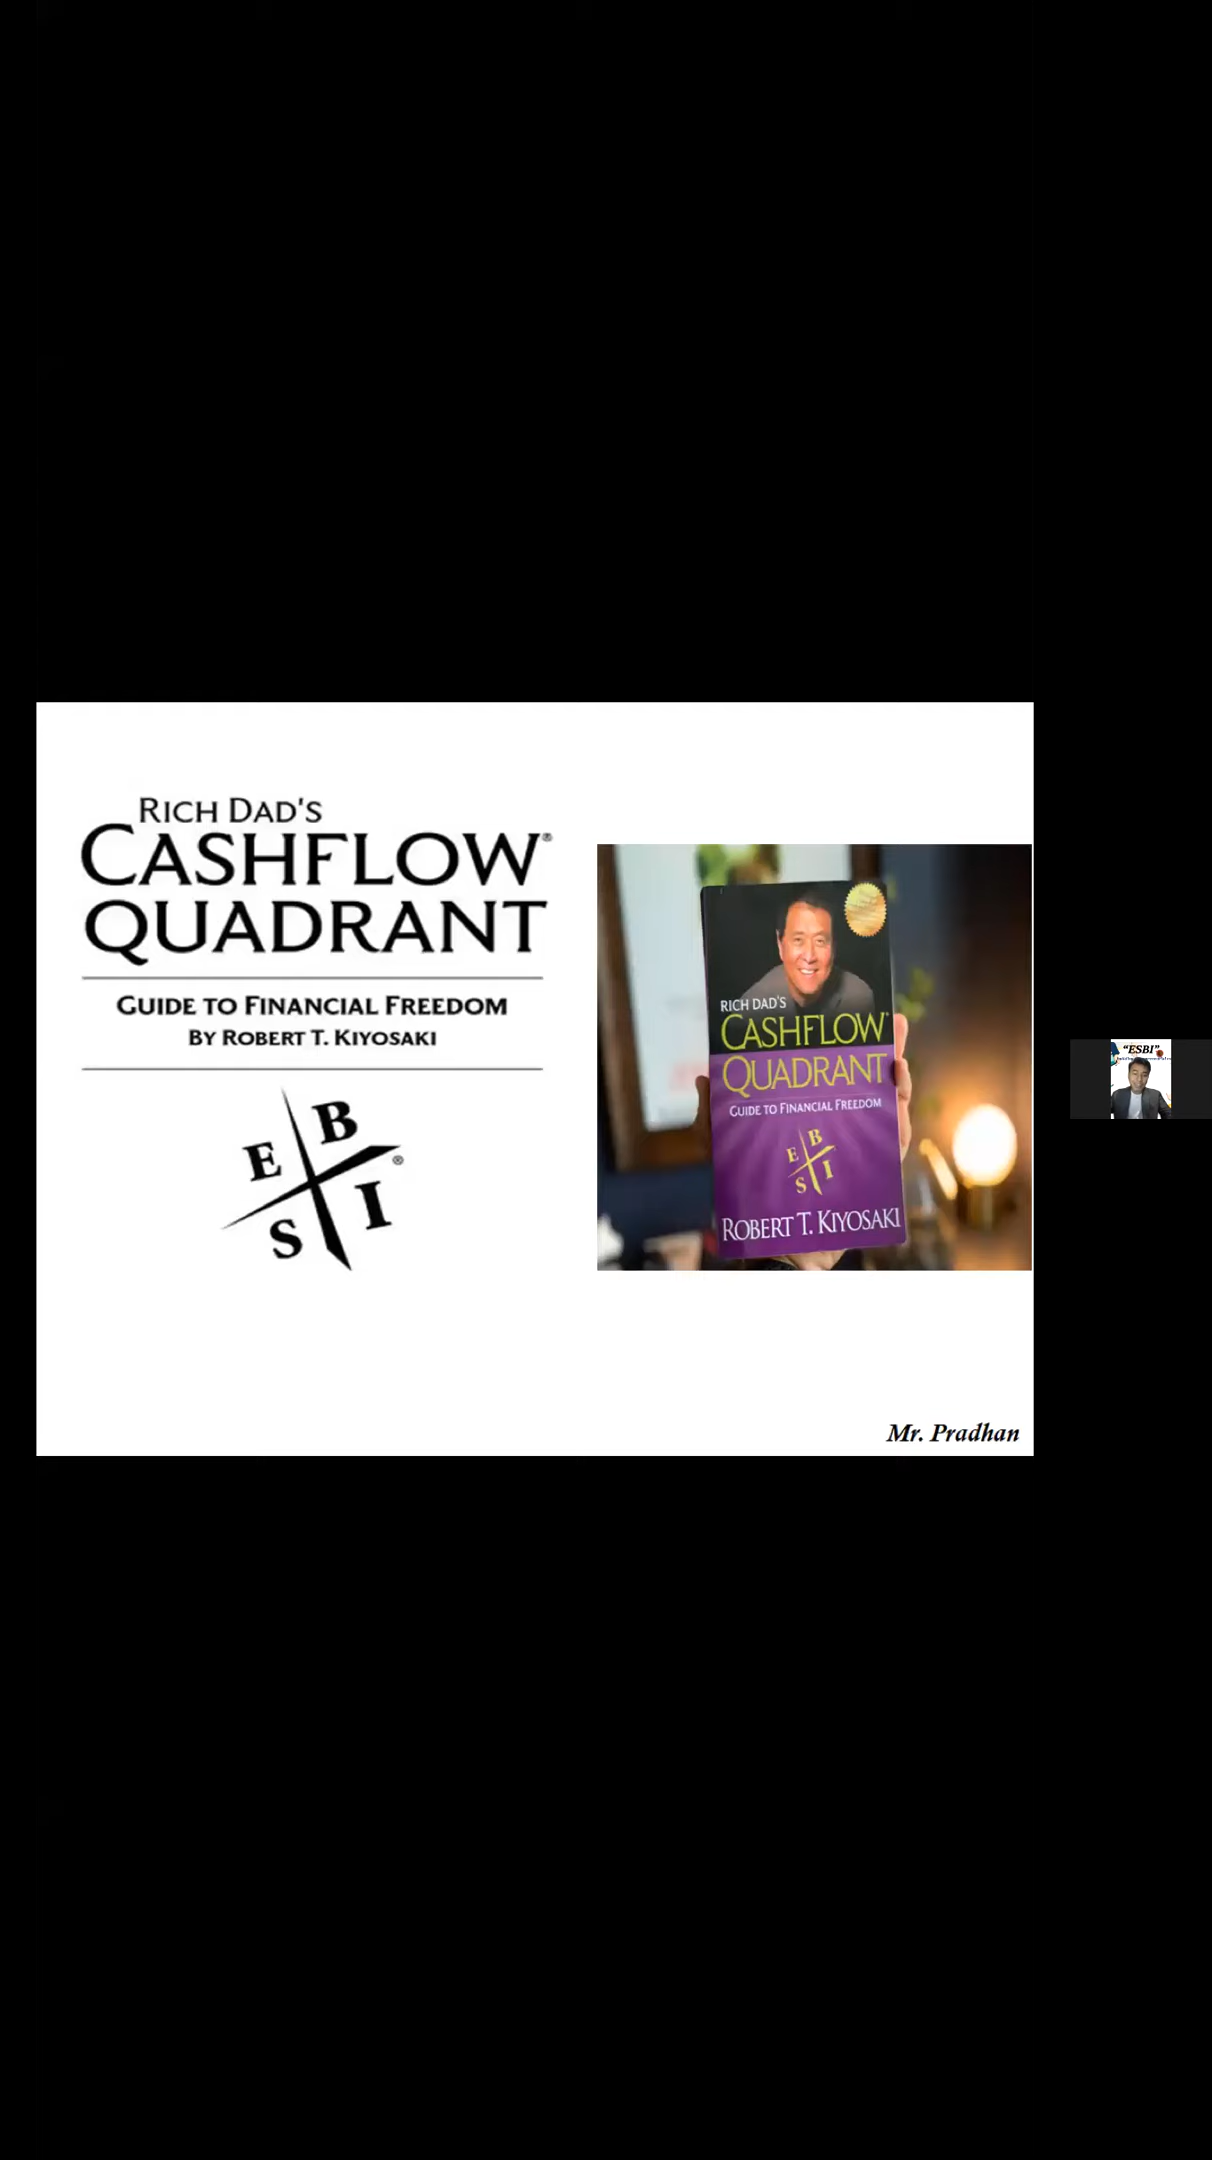 RICH DAD'S
CASHFLOW®
QUADRANT
GUIDE TO FINANCIAL FREEDOM
BY ROBERT T. KIYOSAKI
E B
S I ®
RICH DAD'S
CASHFLOW®
QUADRANT
GUIDE TO FINANCIAL FREEDOM
E B
S I
ROBERT T. KIYOSAKI
"ESBI"
Mr. Pradhan